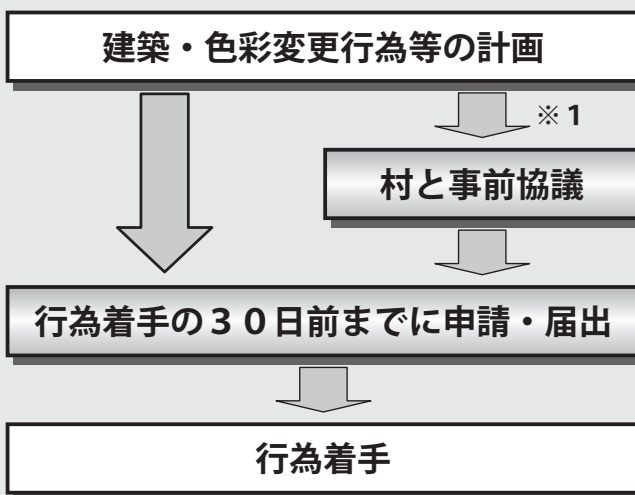 建築・色彩変更行為等の計画
※1
村と事前協議
行為着手の３０日前までに申請・届出
行為着手